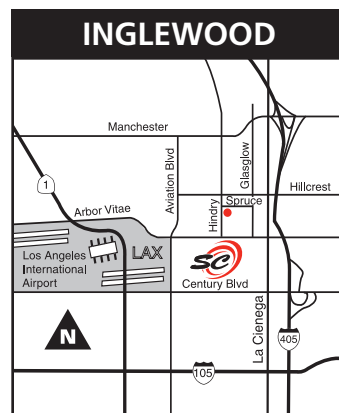 INGLEWOOD
Manchester
Aviation Blvd
Glasglow
1
Hillcrest
Spruce
Hindry
Arbor Vitae
LAX
Los Angeles
International
Airport
SC
Century Blvd
N
La Cienega
405
105